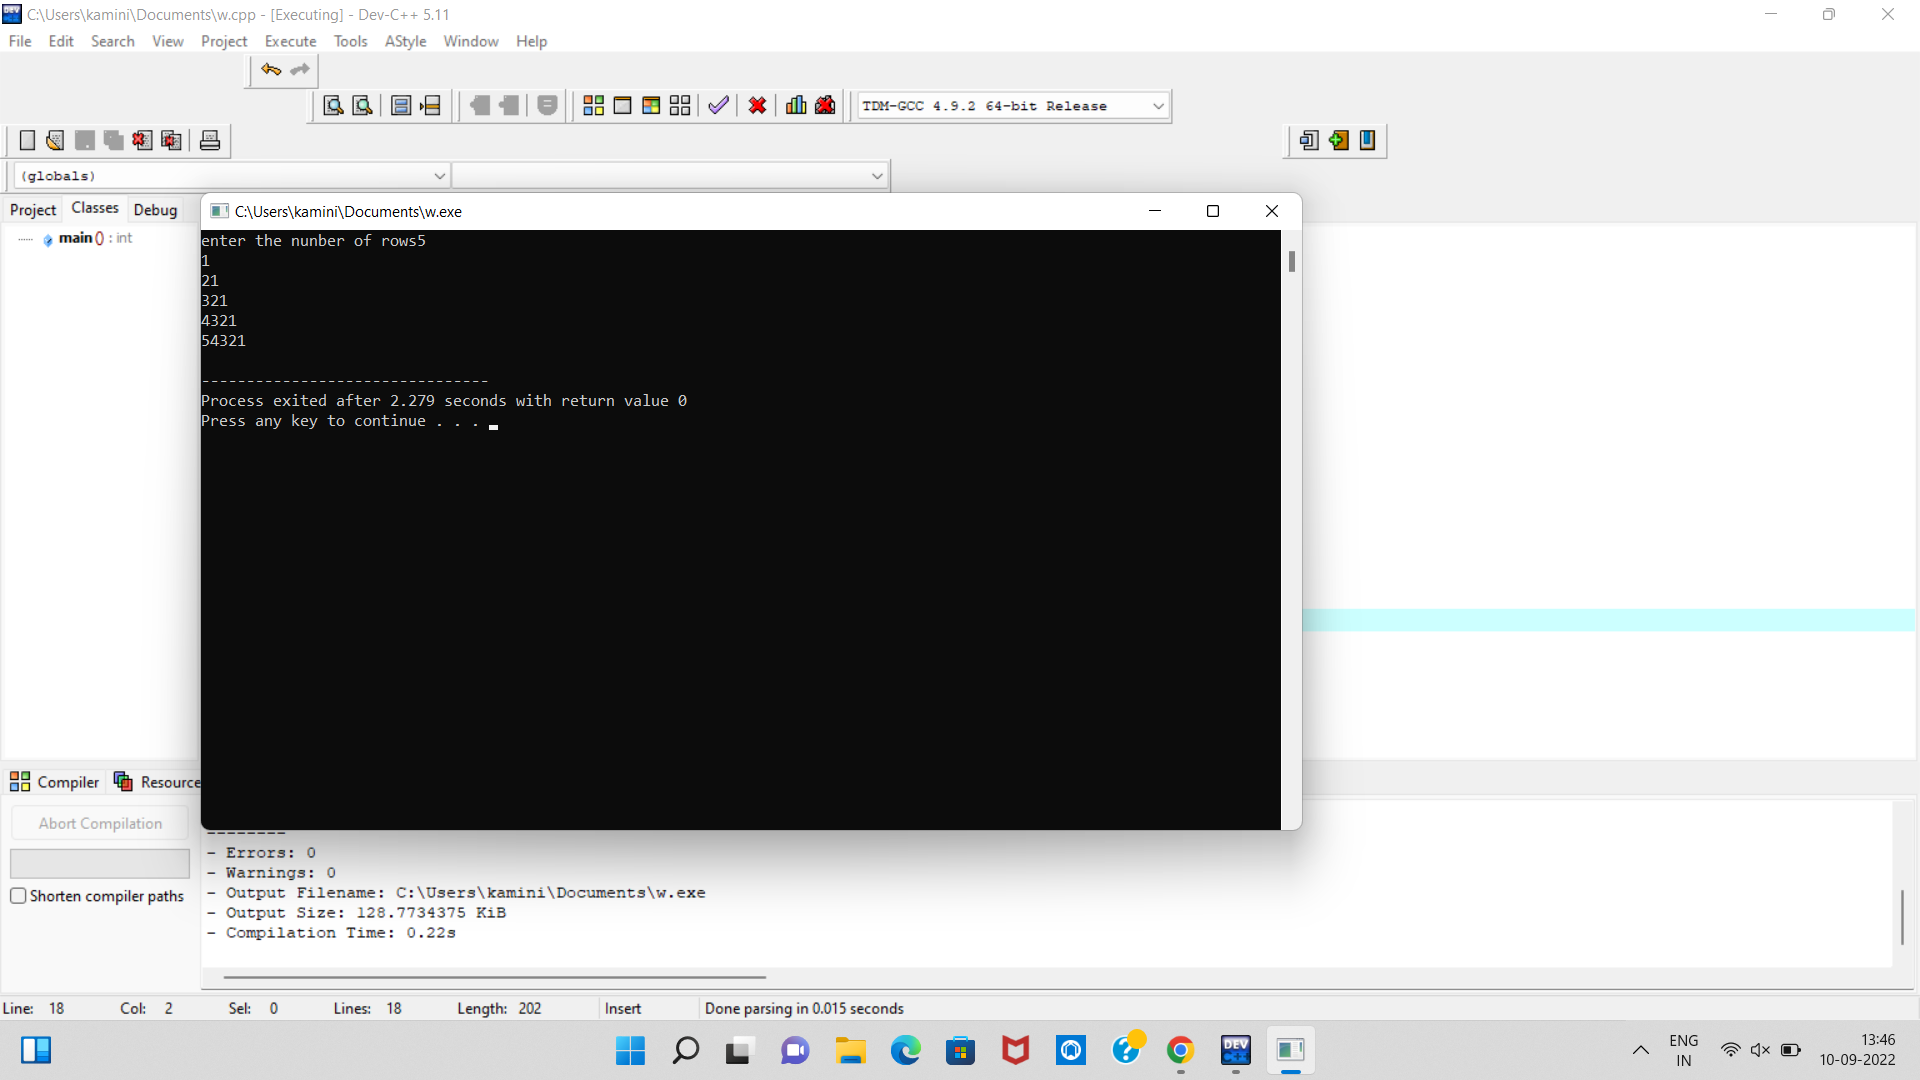 C:\Users\kamini\Documents\w.cpp - [Executing] - Dev-C++ 5.11
File Edit Search View Project Execute Tools AStyle Window Help
TDM-GCC 4.9.2 64-bit Release
(globals)
Project Classes Debug
main () : int
C:\Users\kamini\Documents\w.exe
enter the nunber of rows5
1
21
321
4321
54321
--------------------------------
Process exited after 2.279 seconds with return value 0
Press any key to continue . . .
Compiler Resource
Abort Compilation
Shorten compiler paths
--------
- Errors: 0
- Warnings: 0
- Output Filename: C:\Users\kamini\Documents\w.exe
- Output Size: 128.7734375 KiB
- Compilation Time: 0.22s
Line: 18 Col: 2 Sel: 0 Lines: 18 Length: 202 Insert Done parsing in 0.015 seconds
DEV C++
ENG
IN
13:46
10-09-2022